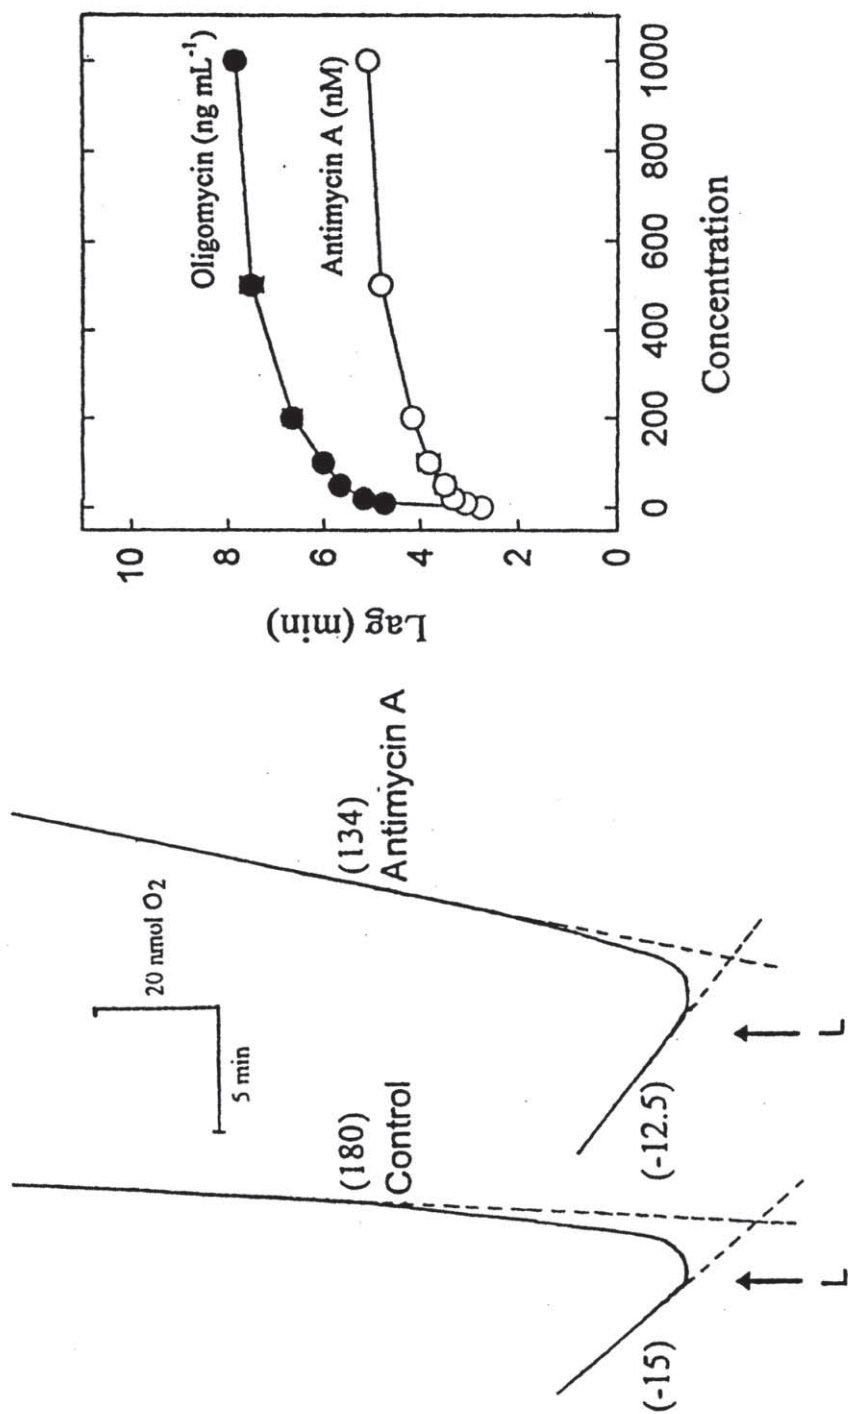 (180)
Control
(-15)
L
5 min
20 nmol O2
(134)
Antimycin A
(-12.5)
L
Lag (min)
10
8
6
4
2
0
Oligomycin (ng mL-1)
Antimycin A (nM)
0
200
400
600
800
1000
Concentration